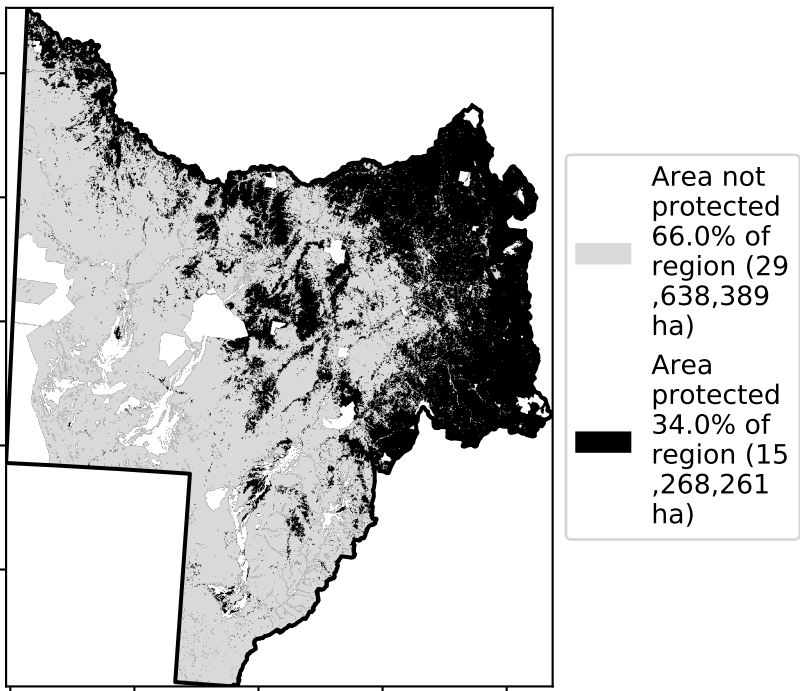 Area not
protected
66.0% of
region (29
,638,389
ha)
Area
protected
34.0% of
region (15
,268,261
ha)